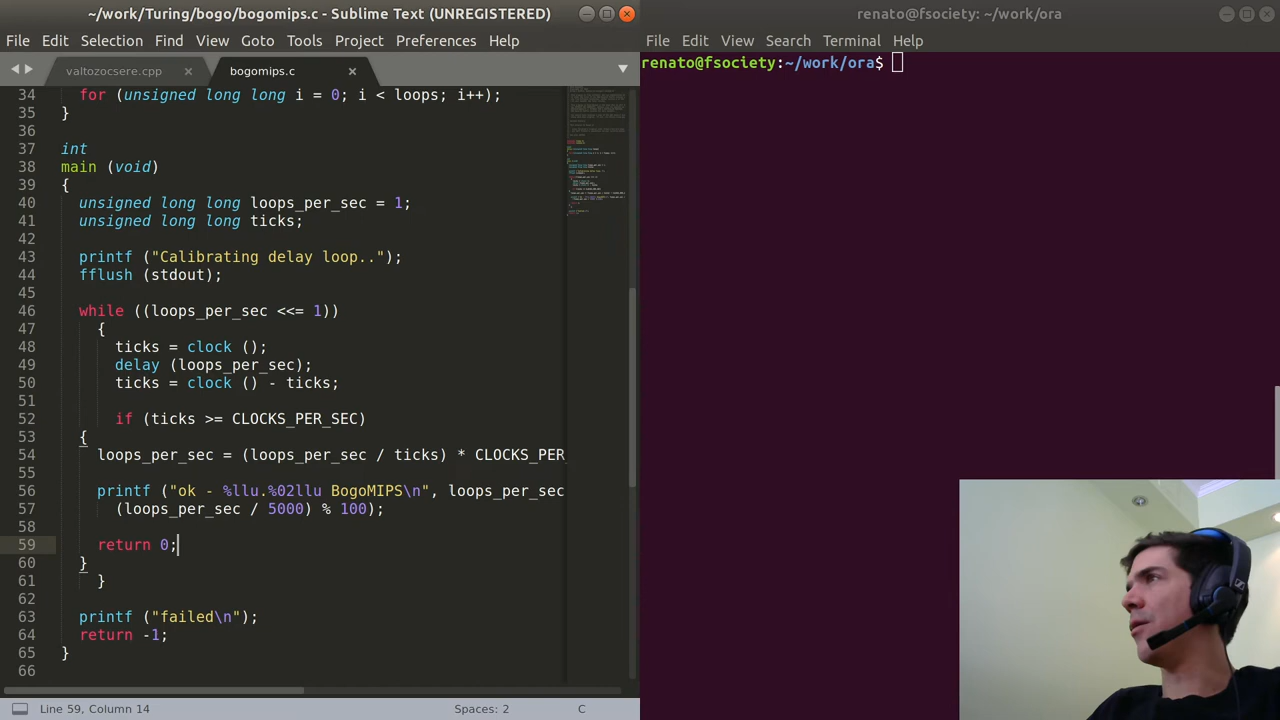 ~/work/Turing/bogo/bogomips.c - Sublime Text (UNREGISTERED)
File Edit Selection Find View Goto Tools Project Preferences Help
valtozocsere.cpp
bogomips.c
34 for (unsigned long long i = 0; i < loops; i++);
35 }
36
37 int
38 main (void)
39 {
40 unsigned long long loops_per_sec = 1;
41 unsigned long long ticks;
42
43 printf ("Calibrating delay loop..");
44 fflush (stdout);
45
46 while ((loops_per_sec <<= 1))
47 {
48 ticks = clock ();
49 delay (loops_per_sec);
50 ticks = clock () - ticks;
51
52 if (ticks >= CLOCKS_PER_SEC)
53 {
54 loops_per_sec = (loops_per_sec / ticks) * CLOCKS_PER_
55
56 printf ("ok - %llu.%02llu BogoMIPS\n", loops_per_sec
57 (loops_per_sec / 5000) % 100);
58
59 return 0;
60 }
61 }
62
63 printf ("failed\n");
64 return -1;
65 }
66
Line 59, Column 14
Spaces: 2
C
renato@fsociety: ~/work/ora
File Edit View Search Terminal Help
renato@fsociety:~/work/ora$